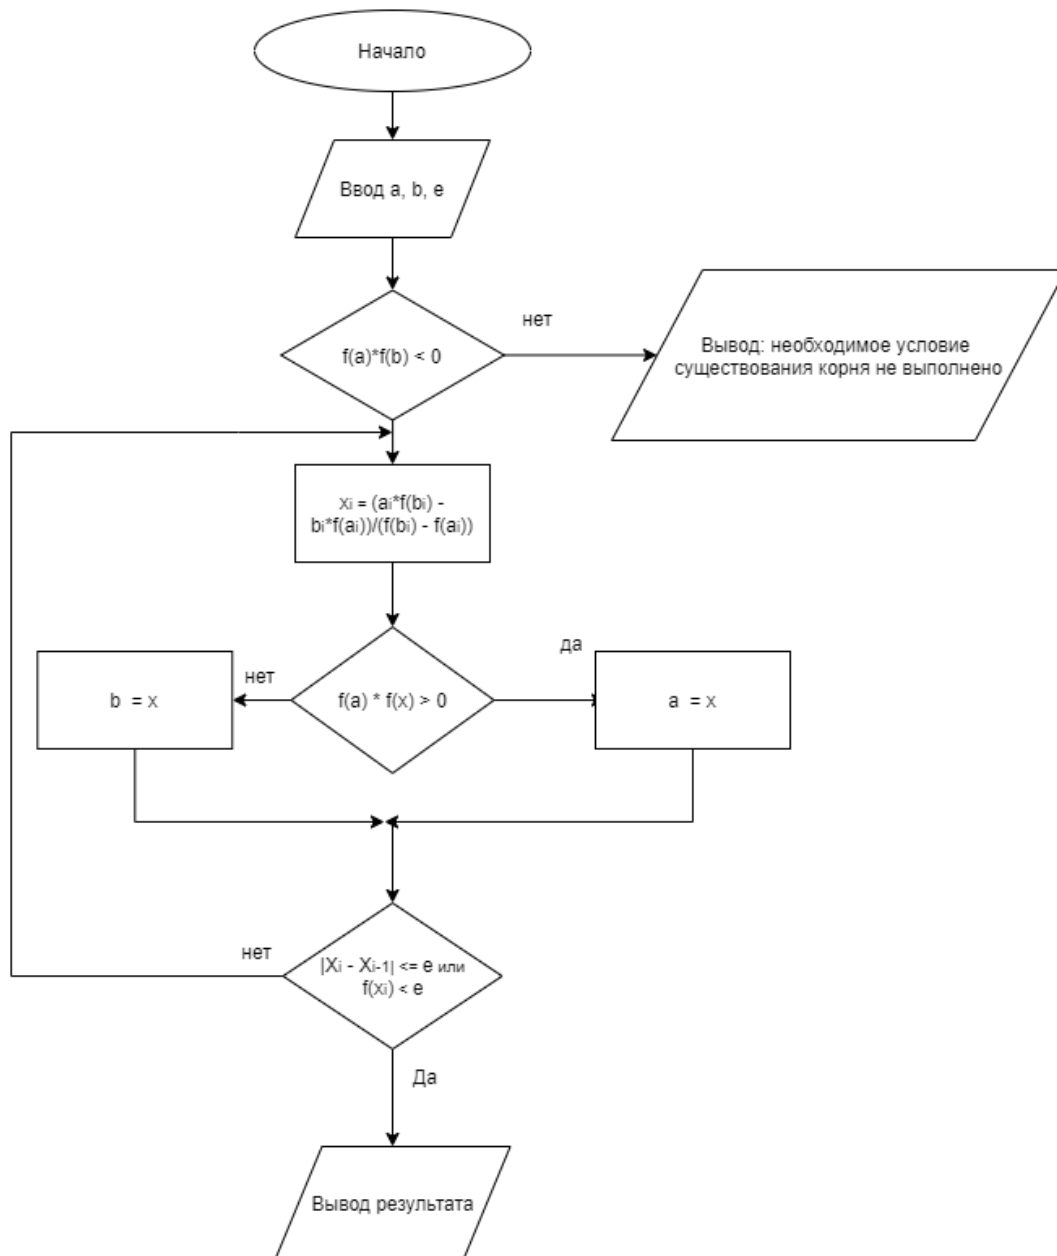 Начало
Ввод a, b, e
нет
f(a)*f(b) < 0
Вывод: необходимое условие
существования корня не выполнено
xi = (ai*f(bi) -
bi*f(ai))/(f(bi) - f(ai))
да
нет
b = x
f(a) * f(x) > 0
a = x
нет
|Xi - Xi-1| <= e или
f(xi) < e
Да
Вывод результата